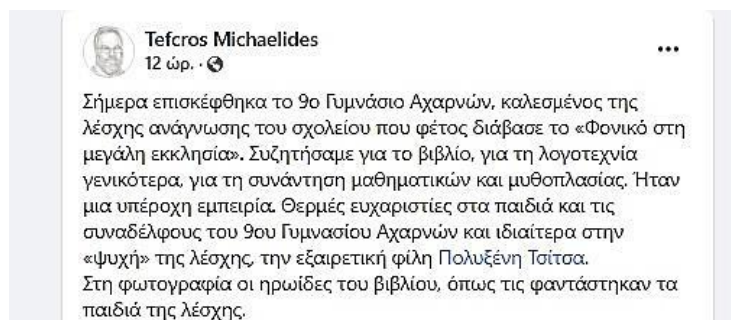 Tefcros Michaelides
12 ώρ. ·
Σήμερα επισκέφθηκα το 9ο Γυμνάσιο Αχαρνών, καλεσμένος της
λέσχης ανάγνωσης του σχολείου που φέτος διάβασε το «Φονικό στη
μεγάλη εκκλησία». Συζητήσαμε για το βιβλίο, για τη λογοτεχνία
γενικότερα, για τη συνάντηση μαθηματικών και μυθοπλασίας. Ήταν
μια υπέροχη εμπειρία. Θερμές ευχαριστίες στα παιδιά και τις
συναδέλφους του 9ου Γυμνασίου Αχαρνών και ιδιαίτερα στην
«ψυχή» της λέσχης, την εξαιρετική φίλη Πολυξένη Τσίτσα.
Στη φωτογραφία οι ηρωίδες του βιβλίου, όπως τις φαντάστηκαν τα
παιδιά της λέσχης.